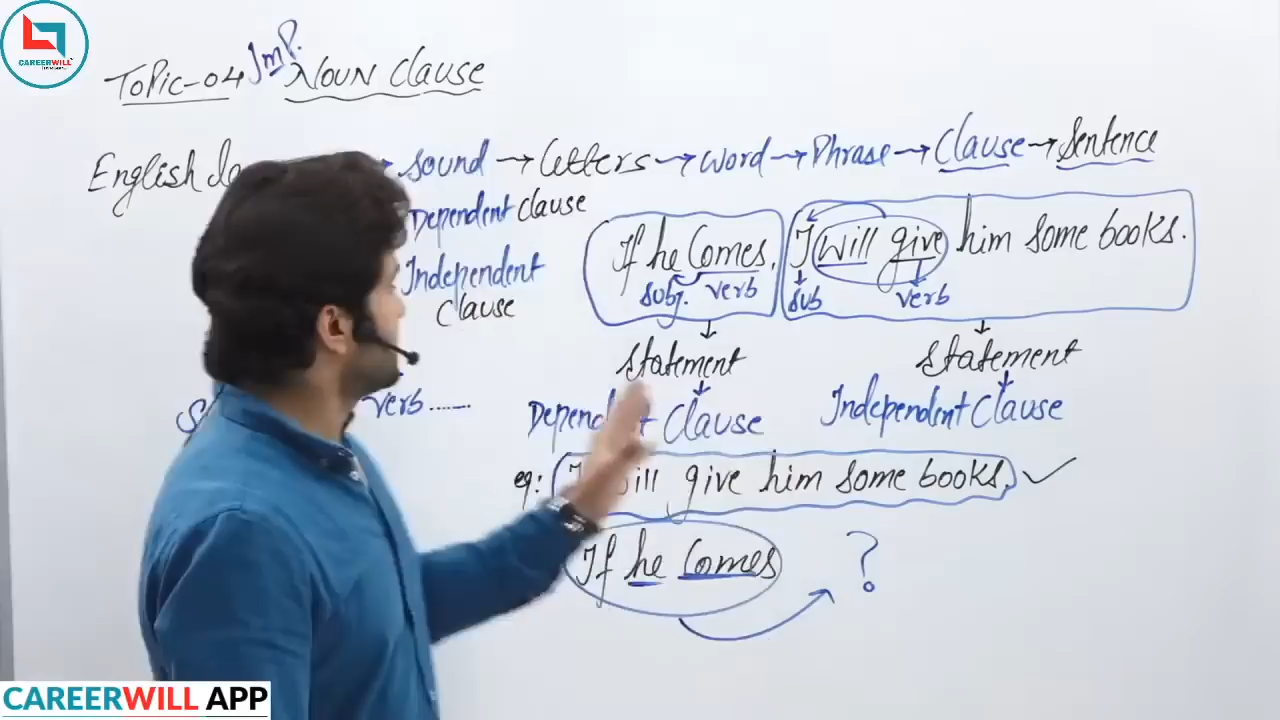 CAREERWILL
Topic-04 Imp. Noun Clause
English Sound → Letters → Word → Phrase → Clause → Sentence
Dependent Clause
Independent Clause
If he Comes, I will give him some books.
subj. verb sub verb
Statement Statement
verb......
Dependent Clause Independent Clause
eg: will give him some books.
If he Comes ?
CAREERWILL APP